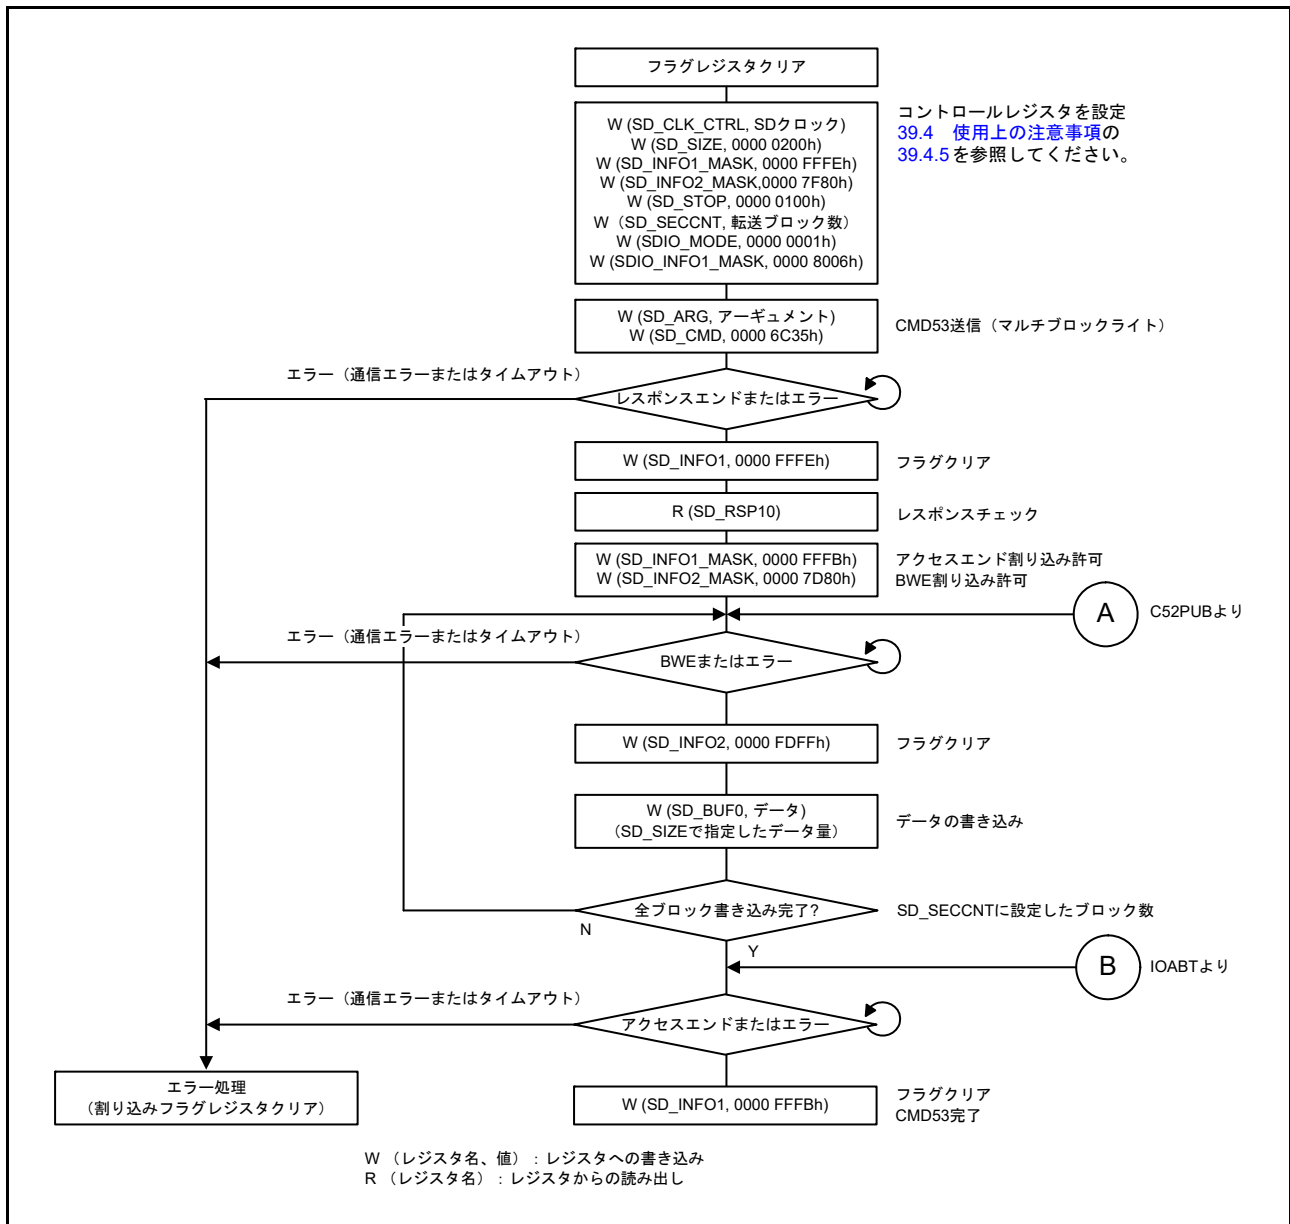 フラグレジスタクリア
W (SD_CLK_CTRL, SDクロック)
W (SD_SIZE, 0000 0200h)
W (SD_INFO1_MASK, 0000 FFFEh)
W (SD_INFO2_MASK,0000 7F80h)
W (SD_STOP, 0000 0100h)
W（SD_SECCNT, 転送ブロック数）
W (SDIO_MODE, 0000 0001h)
W (SDIO_INFO1_MASK, 0000 8006h)
コントロールレジスタを設定
39.4　使用上の注意事項の
39.4.5を参照してください。
W (SD_ARG, アーギュメント)
W (SD_CMD, 0000 6C35h)
CMD53送信（マルチブロックライト）
エラー（通信エラーまたはタイムアウト）
レスポンスエンドまたはエラー
W (SD_INFO1, 0000 FFFEh)
フラグクリア
R (SD_RSP10)
レスポンスチェック
W (SD_INFO1_MASK, 0000 FFFBh)
W (SD_INFO2_MASK, 0000 7D80h)
アクセスエンド割り込み許可
BWE割り込み許可
A
C52PUBより
エラー（通信エラーまたはタイムアウト）
BWEまたはエラー
W (SD_INFO2, 0000 FDFFh)
フラグクリア
W (SD_BUF0, データ)
（SD_SIZEで指定したデータ量）
データの書き込み
全ブロック書き込み完了?
SD_SECCNTに設定したブロック数
N
Y
B
IOABTより
エラー（通信エラーまたはタイムアウト）
アクセスエンドまたはエラー
エラー処理
（割り込みフラグレジスタクリア）
W (SD_INFO1, 0000 FFFBh)
フラグクリア
CMD53完了
W （レジスタ名、値）：レジスタへの書き込み
R （レジスタ名）：レジスタからの読み出し